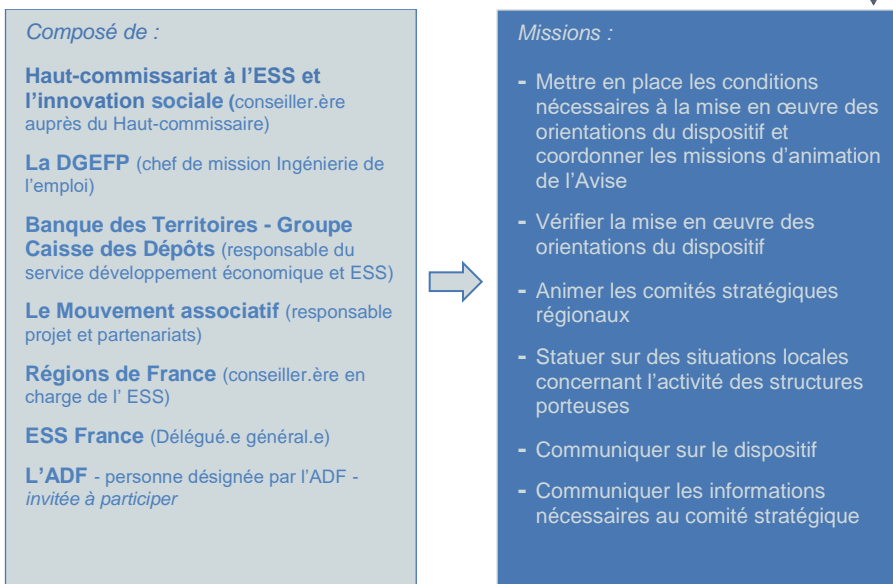 Composé de :
Haut-commissariat à l’ESS et
l’innovation sociale (conseiller.ère
auprès du Haut-commissaire)
La DGEFP (chef de mission Ingénierie de
l’emploi)
Banque des Territoires - Groupe
Caisse des Dépôts (responsable du
service développement économique et ESS)
Le Mouvement associatif (responsable
projet et partenariats)
Régions de France (conseiller.ère en
charge de l’ ESS)
ESS France (Délégué.e général.e)
L’ADF - personne désignée par l’ADF -
invitée à participer
Missions :
- Mettre en place les conditions
nécessaires à la mise en œuvre des
orientations du dispositif et
coordonner les missions d’animation
de l’Avise
- Vérifier la mise en œuvre des
orientations du dispositif
- Animer les comités stratégiques
régionaux
- Statuer sur des situations locales
concernant l’activité des structures
porteuses
- Communiquer sur le dispositif
- Communiquer les informations
nécessaires au comité stratégique